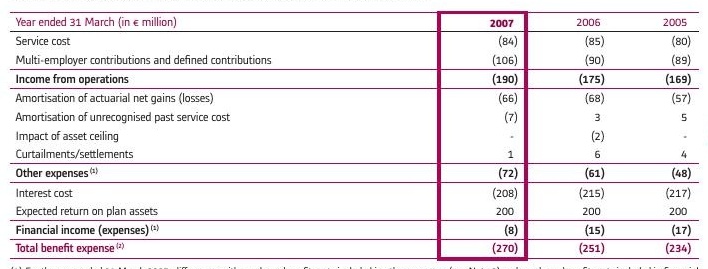 Year ended 31 March (in € million) 2007 2006 2005
Service cost (84) (85) (80)
Multi-employer contributions and defined contributions (106) (90) (89)
Income from operations (190) (175) (169)
Amortisation of actuarial net gains (losses) (66) (68) (57)
Amortisation of unrecognised past service cost (7) 3 5
Impact of asset ceiling - (2) -
Curtailments/settlements 1 6 4
Other expenses (1) (72) (61) (48)
Interest cost (208) (215) (217)
Expected return on plan assets 200 200 200
Financial income (expenses) (1) (8) (15) (17)
Total benefit expense (2) (270) (251) (234)